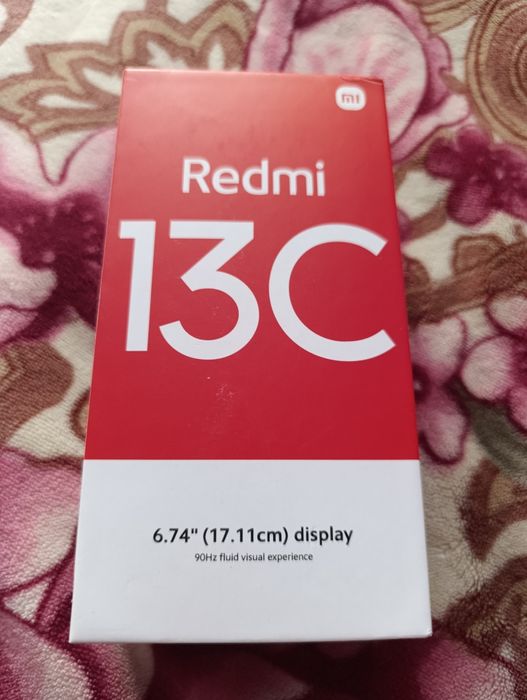 mi
Redmi
13C
6.74" (17.11cm) display
90Hz fluid visual experience